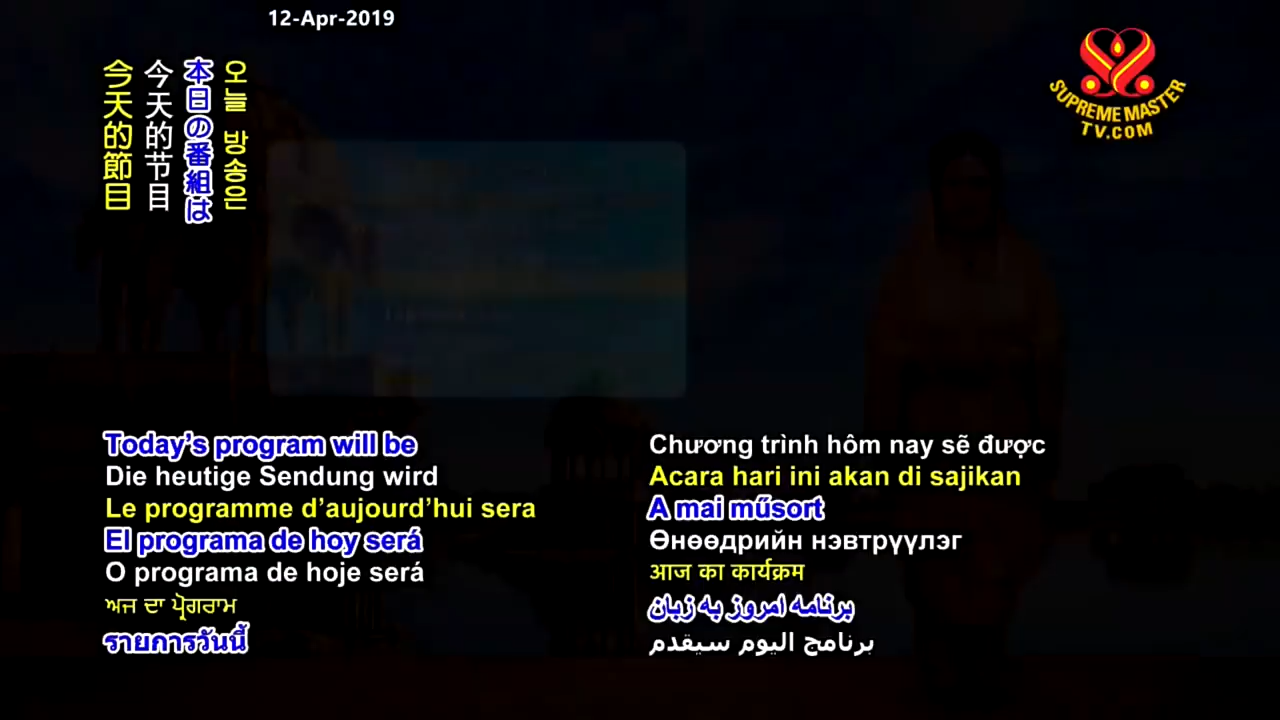 12-Apr-2019
SUPREME MASTER
TV.COM
今天的節目
今天的节目
本日の番組は
오늘 방송은
Today's program will be
Die heutige Sendung wird
Le programme d'aujourd'hui sera
El programa de hoy será
O programa de hoje será
ਅਜ ਦਾ ਪ੍ਰੋਗਰਾਮ
รายการวันนี้
Chương trình hôm nay sẽ được
Acara hari ini akan di sajikan
A mai műsort
Өнөөдрийн нэвтрүүлэг
आज का कार्यक्रम
برنامه امروز به زبان
برنامج اليوم سيقدم